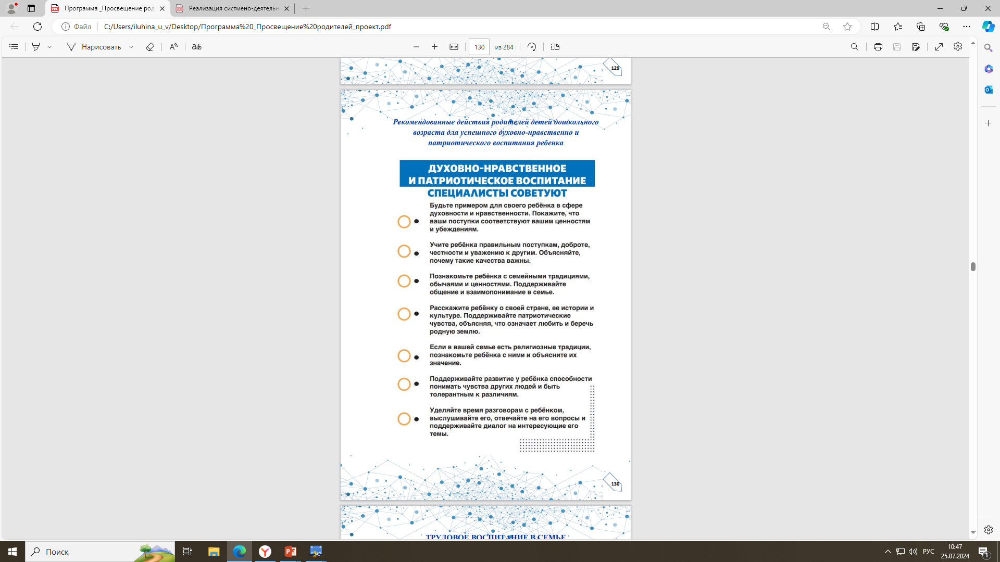 Программа _Просвещение род
Реализация систмено-деятельн
Файл
C:/Users/iluhina_u_v/Desktop/Программа%20_Просвещение%20родителей_проект.pdf
Нарисовать
aあ
130
из 284
129
Рекомендованные действия родителей детей дошкольного
возраста для успешного духовно-нравственно и
патриотического воспитания ребенка
ДУХОВНО-НРАВСТВЕННОЕ
И ПАТРИОТИЧЕСКОЕ ВОСПИТАНИЕ
СПЕЦИАЛИСТЫ СОВЕТУЮТ
Будьте примером для своего ребёнка в сфере
духовности и нравственности. Покажите, что
ваши поступки соответствуют вашим ценностям
и убеждениям.
Учите ребёнка правильным поступкам, доброте,
честности и уважению к другим. Объясняйте,
почему такие качества важны.
Познакомьте ребёнка с семейными традициями,
обычаями и ценностями. Поддерживайте
общение и взаимопонимание в семье.
Расскажите ребёнку о своей стране, ее истории и
культуре. Поддерживайте патриотические
чувства, объясняя, что означает любить и беречь
родную землю.
Если в вашей семье есть религиозные традиции,
познакомьте ребёнка с ними и объясните их
значение.
Поддерживайте развитие у ребёнка способности
понимать чувства других людей и быть
толерантным к различиям.
Уделяйте время разговорам с ребёнком,
выслушивайте его, отвечайте на его вопросы и
поддерживайте диалог на интересующие его
темы.
130
ТРУДОВОЕ ВОСПИТАНИЕ В СЕМЬЕ
Поиск
РУС
10:47
25.07.2024
1